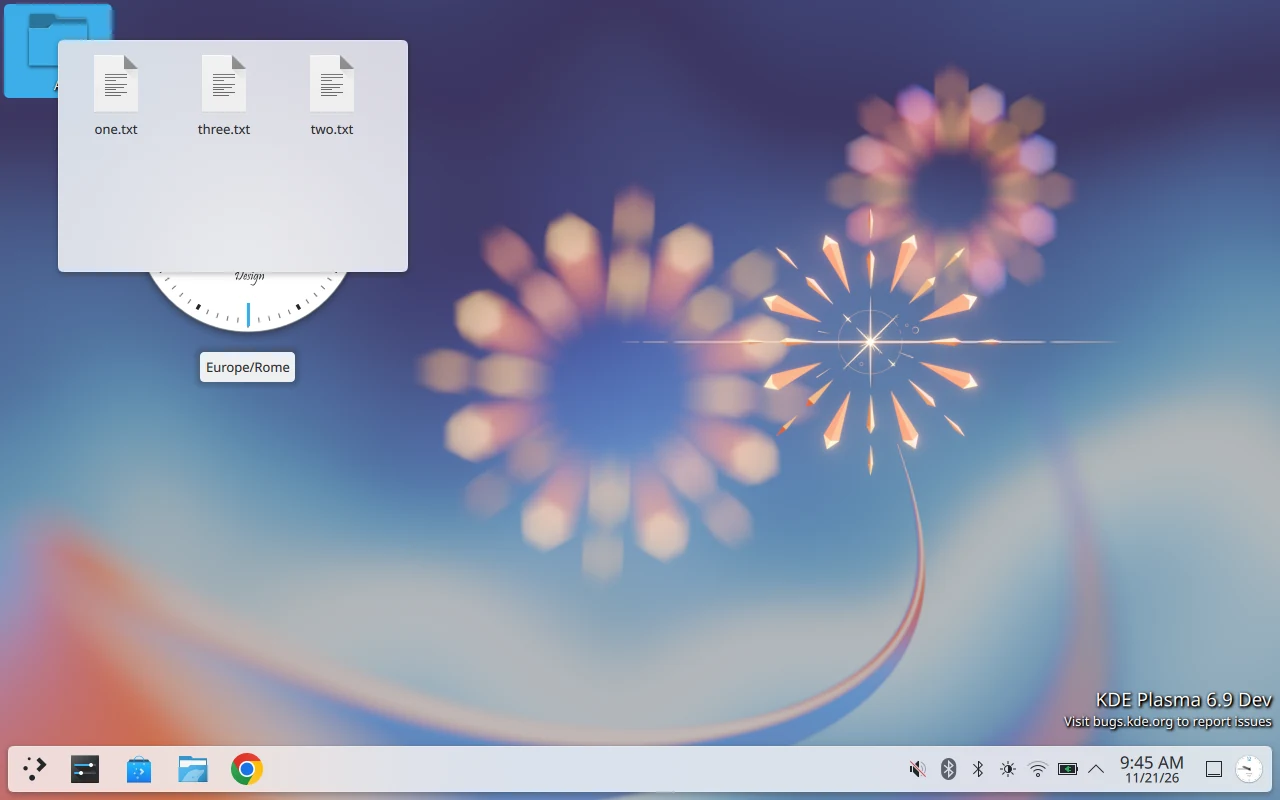 one.txt
three.txt
two.txt
Design
Europe/Rome
KDE Plasma 6.9 Dev
Visit bugs.kde.org to report issues
9:45 AM
11/21/26